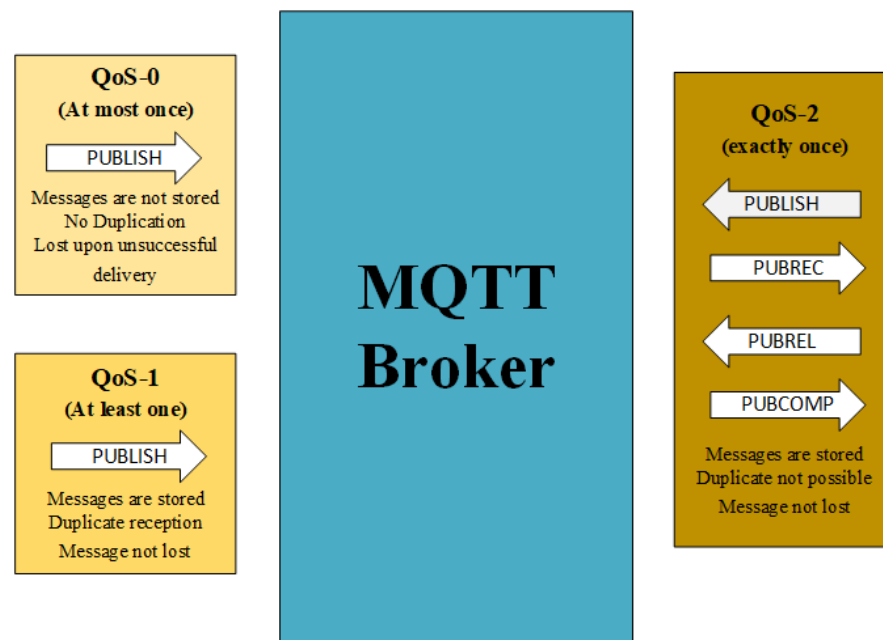 QoS-0
(At most once)
PUBLISH
Messages are not stored
No Duplication
Lost upon unsuccessful
delivery
QoS-1
(At least one)
PUBLISH
Messages are stored
Duplicate reception
Message not lost
MQTT
Broker
QoS-2
(exactly once)
PUBLISH
PUBREC
PUBREL
PUBCOMP
Messages are stored
Duplicate not possible
Message not lost